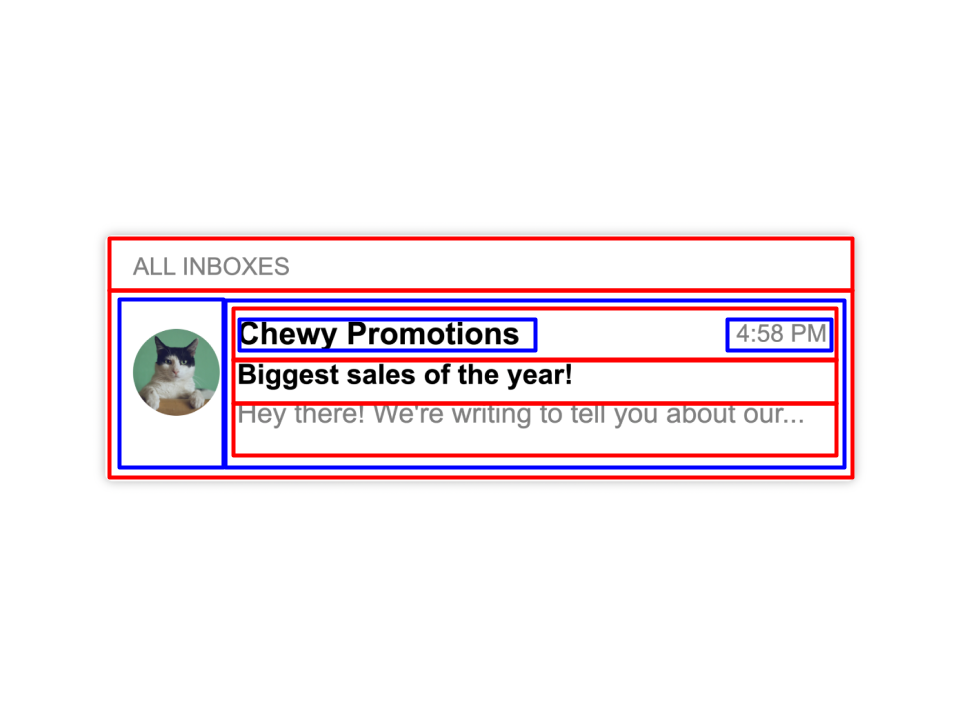 ALL INBOXES
Chewy Promotions 4:58 PM
Biggest sales of the year!
Hey there! We're writing to tell you about our...